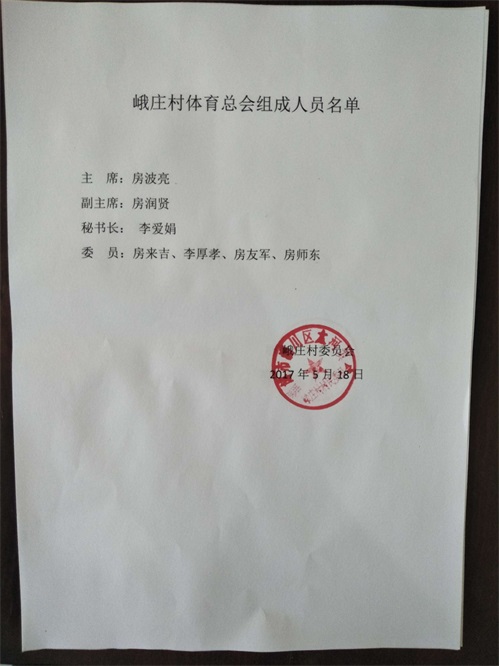 峨庄村体育总会组成人员名单
主　席：房波亮
副主席：房润贤
秘书长： 李爱娟
委　员：房来吉、李厚孝、房友军、房师东
峨庄村委员会
2017 年 5 月 18 日